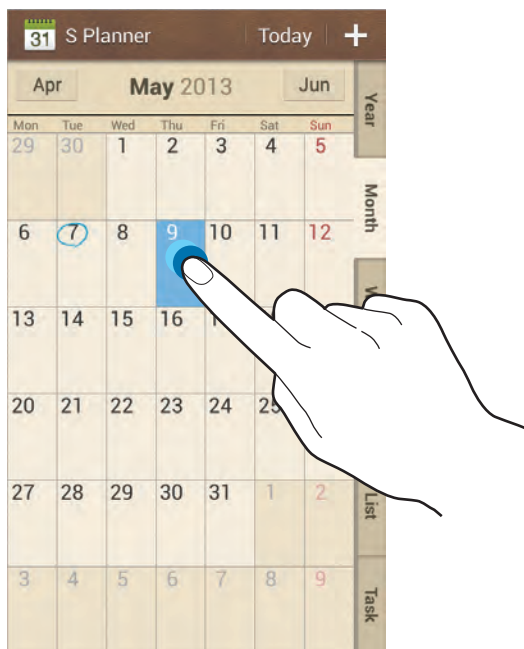 31 S Planner Today +
Apr May 2013 Jun
Year
Mon Tue Wed Thu Fri Sat Sun
29 30 1 2 3 4 5
Month
6 7 8 9 10 11 12
13 14 15 16
20 21 22 23 24 25
27 28 29 30 31 1 2
List
3 4 5 6 7 8 9
Task